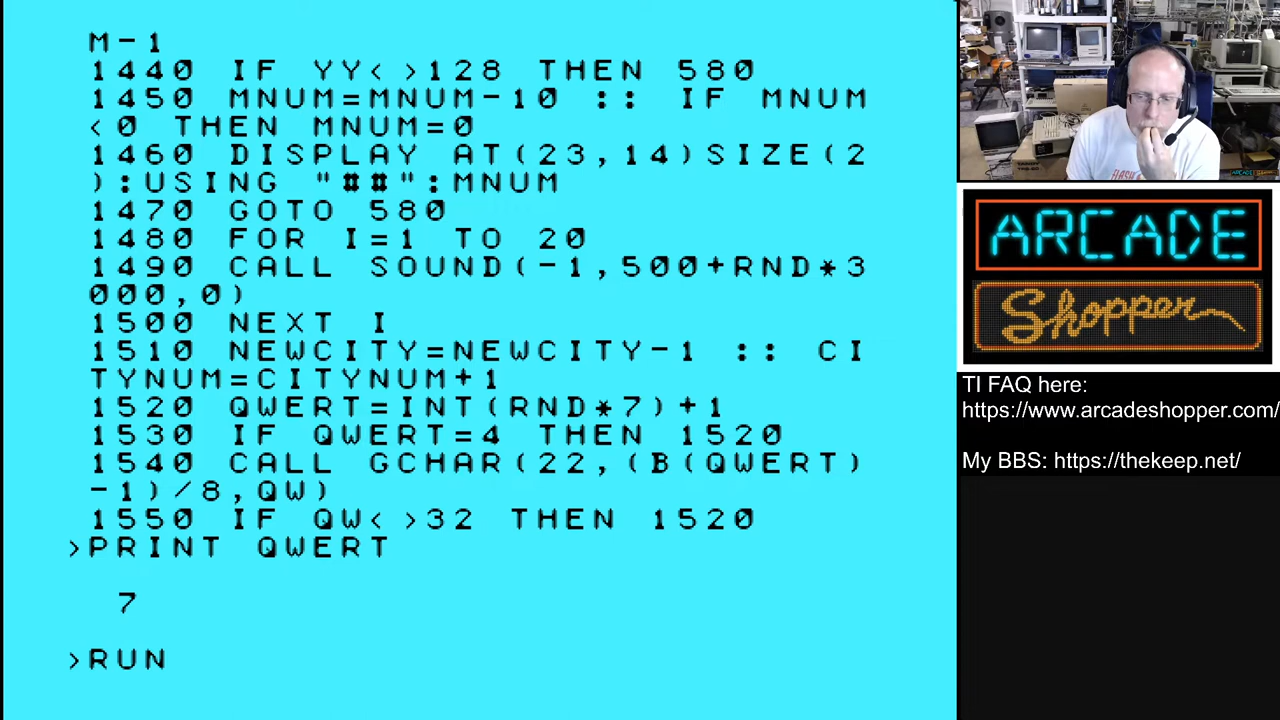 M-1
1440 IF YY<>128 THEN 580
1450 MNUM=MNUM-10 :: IF MNUM
<0 THEN MNUM=0
1460 DISPLAY AT(23,14)SIZE(2
):USING "##":MNUM
1470 GOTO 580
1480 FOR I=1 TO 20
1490 CALL SOUND(-1,500+RND*3
000,0)
1500 NEXT I
1510 NEWCITY=NEWCITY-1 :: CI
TYNUM=CITYNUM+1
1520 QWERT=INT(RND*7)+1
1530 IF QWERT=4 THEN 1520
1540 CALL GCHAR(22,(B(QWERT)
-1)/8,QW)
1550 IF QW<>32 THEN 1520
>PRINT QWERT
7
>RUN
ARCADE
Shopper
TI FAQ here:
https://www.arcadeshopper.com/
My BBS: https://thekeep.net/